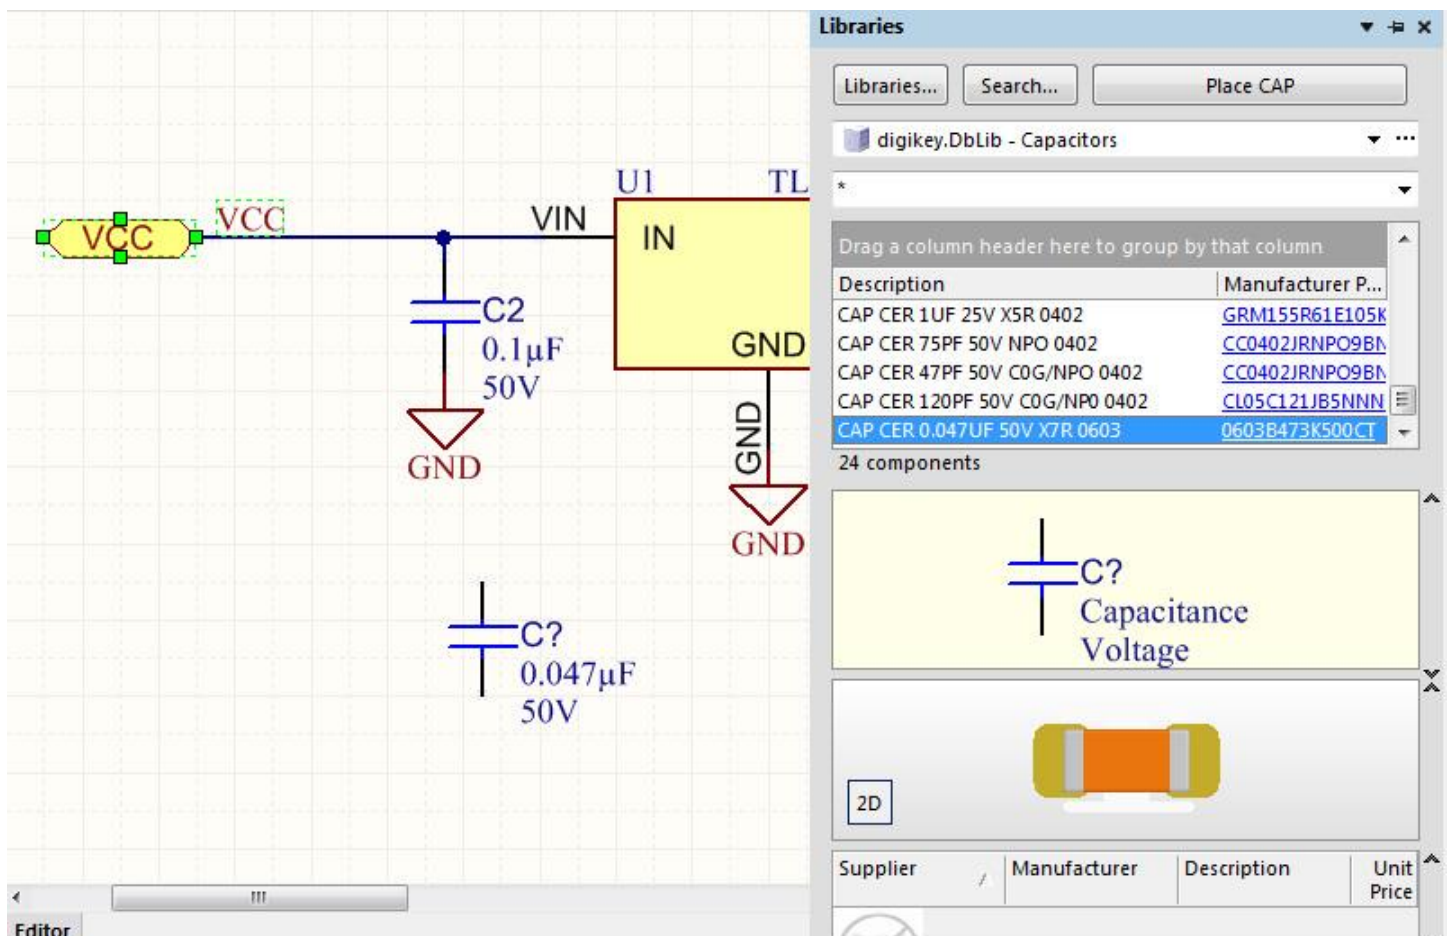 Libraries
Libraries... Search... Place CAP
digikey.DbLib - Capacitors ...
*
Drag a column header here to group by that column
Description Manufacturer P...
CAP CER 1UF 25V X5R 0402 GRM155R61E105K
CAP CER 75PF 50V NPO 0402 CC0402JRNPO9BN
CAP CER 47PF 50V C0G/NPO 0402 CC0402JRNPO9BN
CAP CER 120PF 50V C0G/NP0 0402 CL05C121JB5NNN
CAP CER 0.047UF 50V X7R 0603 0603B473K500CT
24 components
C?
Capacitance
Voltage
2D
Supplier Manufacturer Description Unit
Price
U1 TL
VCC VCC VIN IN
C2
0.1µF
50V
GND
GND
GND
GND
C?
0.047µF
50V
Editor